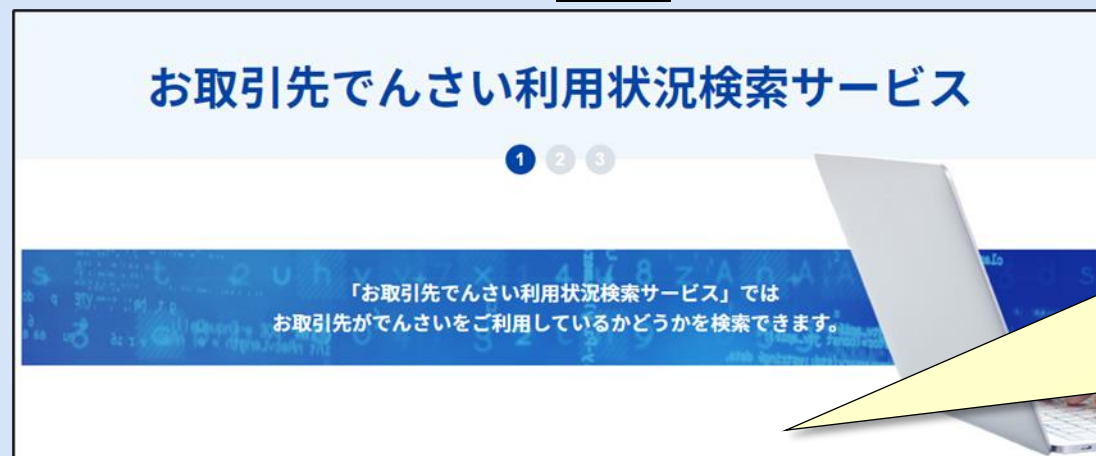 お取引先でんさい利用状況検索サービス
1 2 3
「お取引先でんさい利用状況検索サービス」では
お取引先がでんさいをご利用しているかどうかを検索できます。